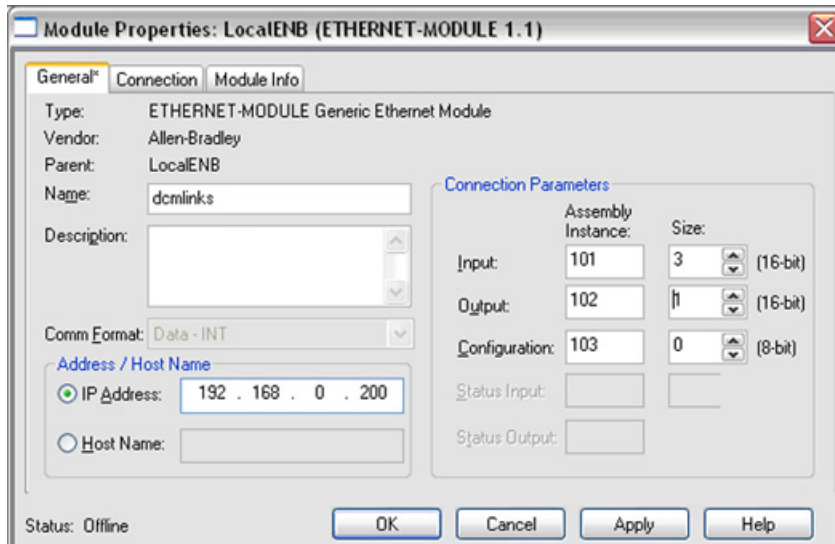 Module Properties: LocalENB (ETHERNET-MODULE 1.1)
General* Connection Module Info
Type: ETHERNET-MODULE Generic Ethernet Module
Vendor: Allen-Bradley
Parent: LocalENB
Name: dcmlinks
Description:
Comm Format: Data - INT
Address / Host Name
IP Address: 192 . 168 . 0 . 200
Host Name:
Connection Parameters
Assembly Instance: Size:
Input: 101 3 (16-bit)
Output: 102 1 (16-bit)
Configuration: 103 0 (8-bit)
Status Input:
Status Output:
Status: Offline
OK Cancel Apply Help